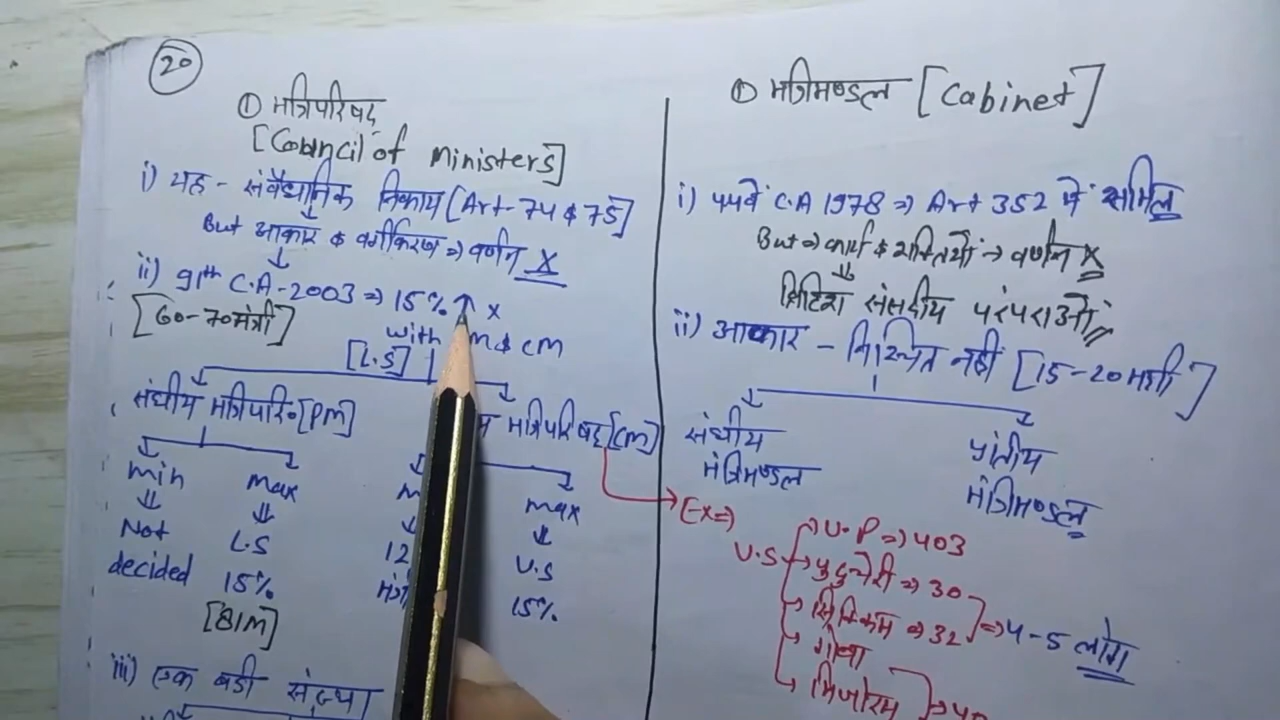 20
① मंत्रिपरिषद
[Council of ministers]
i) यह - संवैधानिक निकाय [Art-74 & 75]
But आकार & वर्गीकरण ⇒ वर्णन X
ii) 91th C.A-2003 ⇒ 15% ↑ x
[60-70मंत्री]
with m & cm
[L.S]
संघीय मंत्रिपरि० [PM]
मंत्रिपरिषद [CM]
min max max
Not L.S 12 V.S
decided 15% 15%
[81M]
iii) एक बडी संख्या
① मंत्रिमण्डल [Cabinet]
i) 44वें C.A 1978 ⇒ Art 352 में सामिल
But ⇒ कार्य & शक्तियों → वर्णन X
ब्रिटिश संसदीय परंपराओं
ii) आकार - निश्चित नही [15-20 मंत्री]
संघीय प्रांतीय
मंत्रिमण्डल मंत्रिमण्डल
Ex ⇒
V.S → U.P ⇒ 403
→ पुदुचेरी ⇒ 30
→ सिक्किम ⇒ 32 ⇒ 4-5 लोग
→ गोवा
→ मिजोरम ⇒ 40